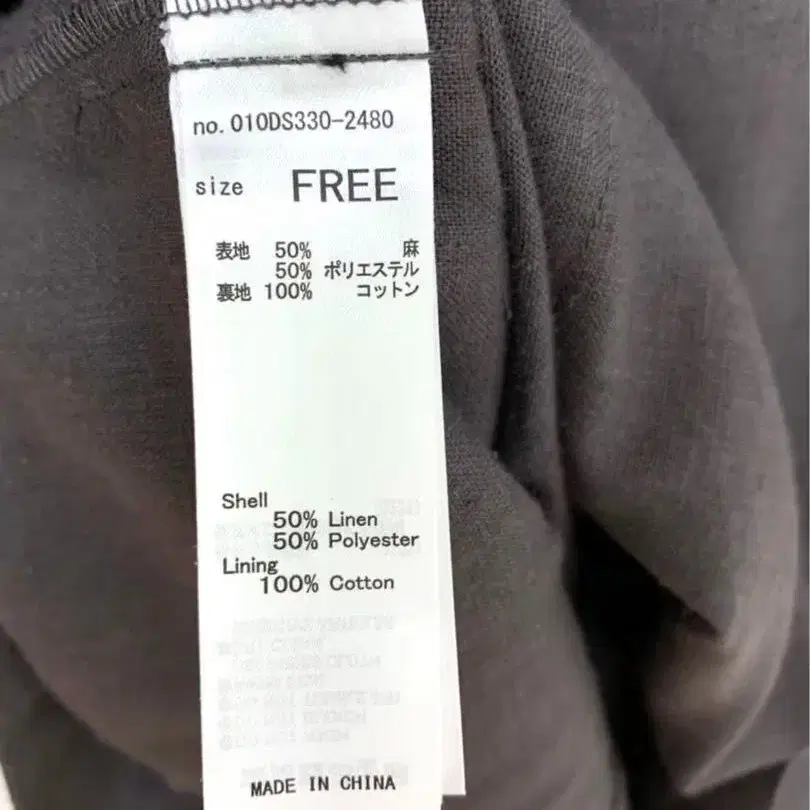 no. 010DS330-2480
size FREE
表地 50% 麻
50% ポリエステル
裏地 100% コットン
Shell
50% Linen
50% Polyester
Lining
100% Cotton
MADE IN CHINA